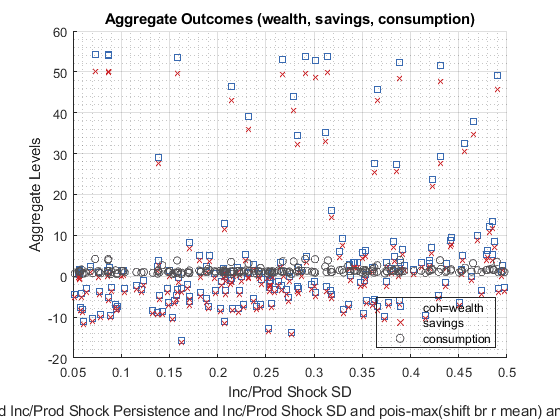 Aggregate Outcomes (wealth, savings, consumption)
60
50
40
30
20
10
0
-10
-20
Aggregate Levels
coh=wealth
savings
consumption
0.05 0.1 0.15 0.2 0.25 0.3 0.35 0.4 0.45 0.5
Inc/Prod Shock SD
d Inc/Prod Shock Persistence and Inc/Prod Shock SD and pois-max(shift br r mean) a